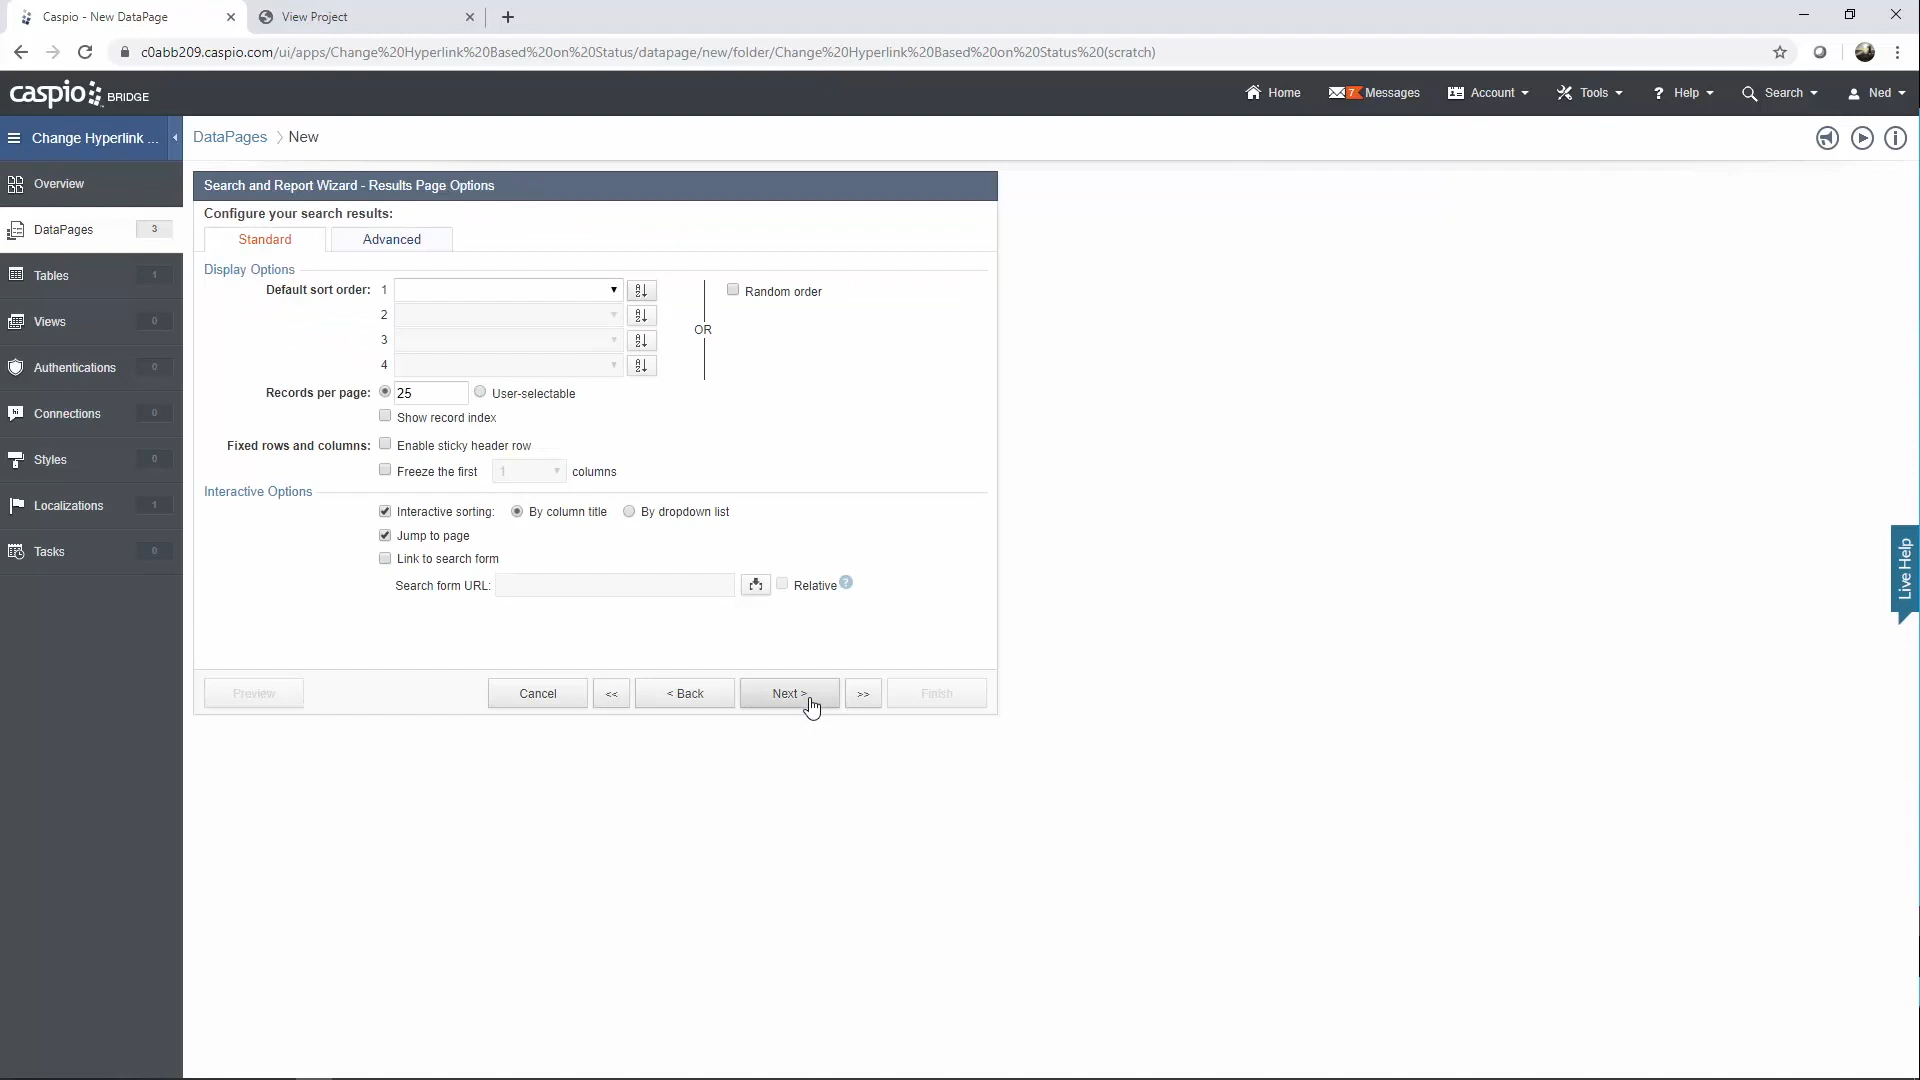 Caspio - New DataPage
View Project
c0abb209.caspio.com/ui/apps/Change%20Hyperlink%20Based%20on%20Status/datapage/new/folder/Change%20Hyperlink%20Based%20on%20Status%20(scratch)
caspio BRIDGE
Home
7 Messages
Account
Tools
? Help
Search
Ned
Change Hyperlink ...
DataPages > New
Overview
DataPages 3
Tables 1
Views 0
Authentications 0
Connections 0
Styles 0
Localizations 1
Tasks 0
Search and Report Wizard - Results Page Options
Configure your search results:
Standard
Advanced
Display Options
Default sort order: 1
2
3
4
OR
Random order
Records per page: 25 User-selectable
Show record index
Fixed rows and columns: Enable sticky header row
Freeze the first 1 columns
Interactive Options
Interactive sorting: By column title By dropdown list
Jump to page
Link to search form
Search form URL: Relative ?
Preview
Cancel
<<
< Back
Next >
>>
Finish
Live Help